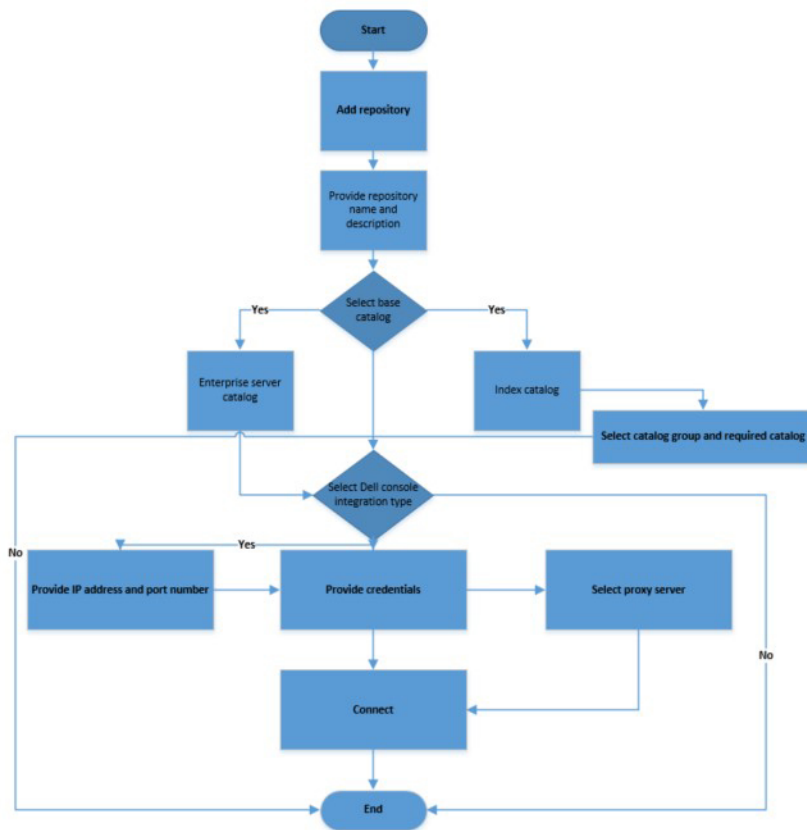 Start
Add repository
Provide repository
name and
description
Select base
catalog
Yes
Yes
Enterprise server
catalog
Index catalog
Select catalog group and required catalog
Select Dell console
integration type
No
Yes
Provide IP address and port number
Provide credentials
Select proxy server
No
Connect
End